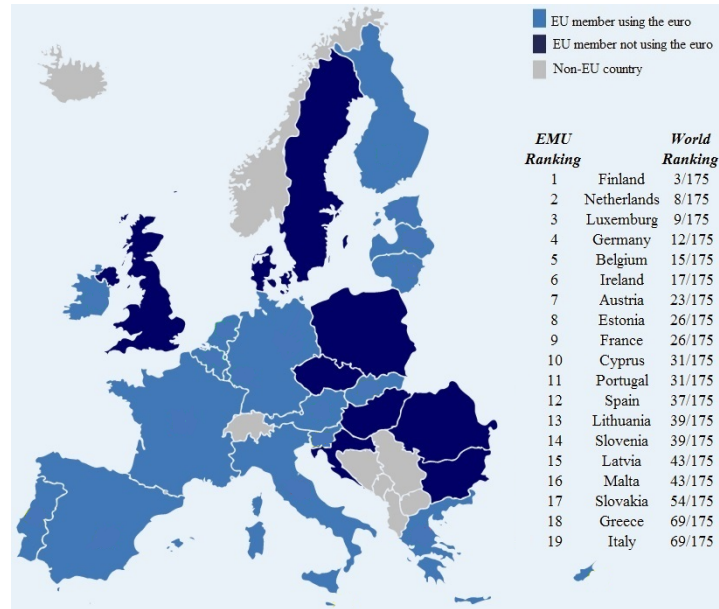 EU member using the euro
EU member not using the euro
Non-EU country
EMU World
Ranking Ranking
1 Finland 3/175
2 Netherlands 8/175
3 Luxemburg 9/175
4 Germany 12/175
5 Belgium 15/175
6 Ireland 17/175
7 Austria 23/175
8 Estonia 26/175
9 France 26/175
10 Cyprus 31/175
11 Portugal 31/175
12 Spain 37/175
13 Lithuania 39/175
14 Slovenia 39/175
15 Latvia 43/175
16 Malta 43/175
17 Slovakia 54/175
18 Greece 69/175
19 Italy 69/175